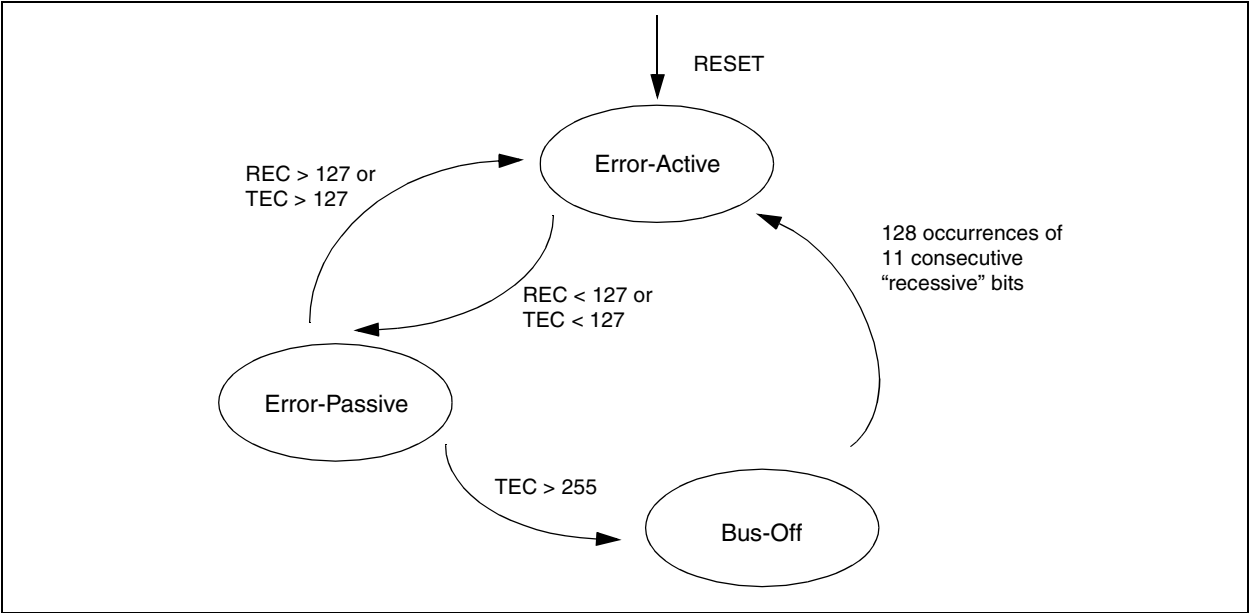 RESET
Error-Active
REC > 127 or
TEC > 127
128 occurrences of
11 consecutive
“recessive” bits
REC < 127 or
TEC < 127
Error-Passive
TEC > 255
Bus-Off